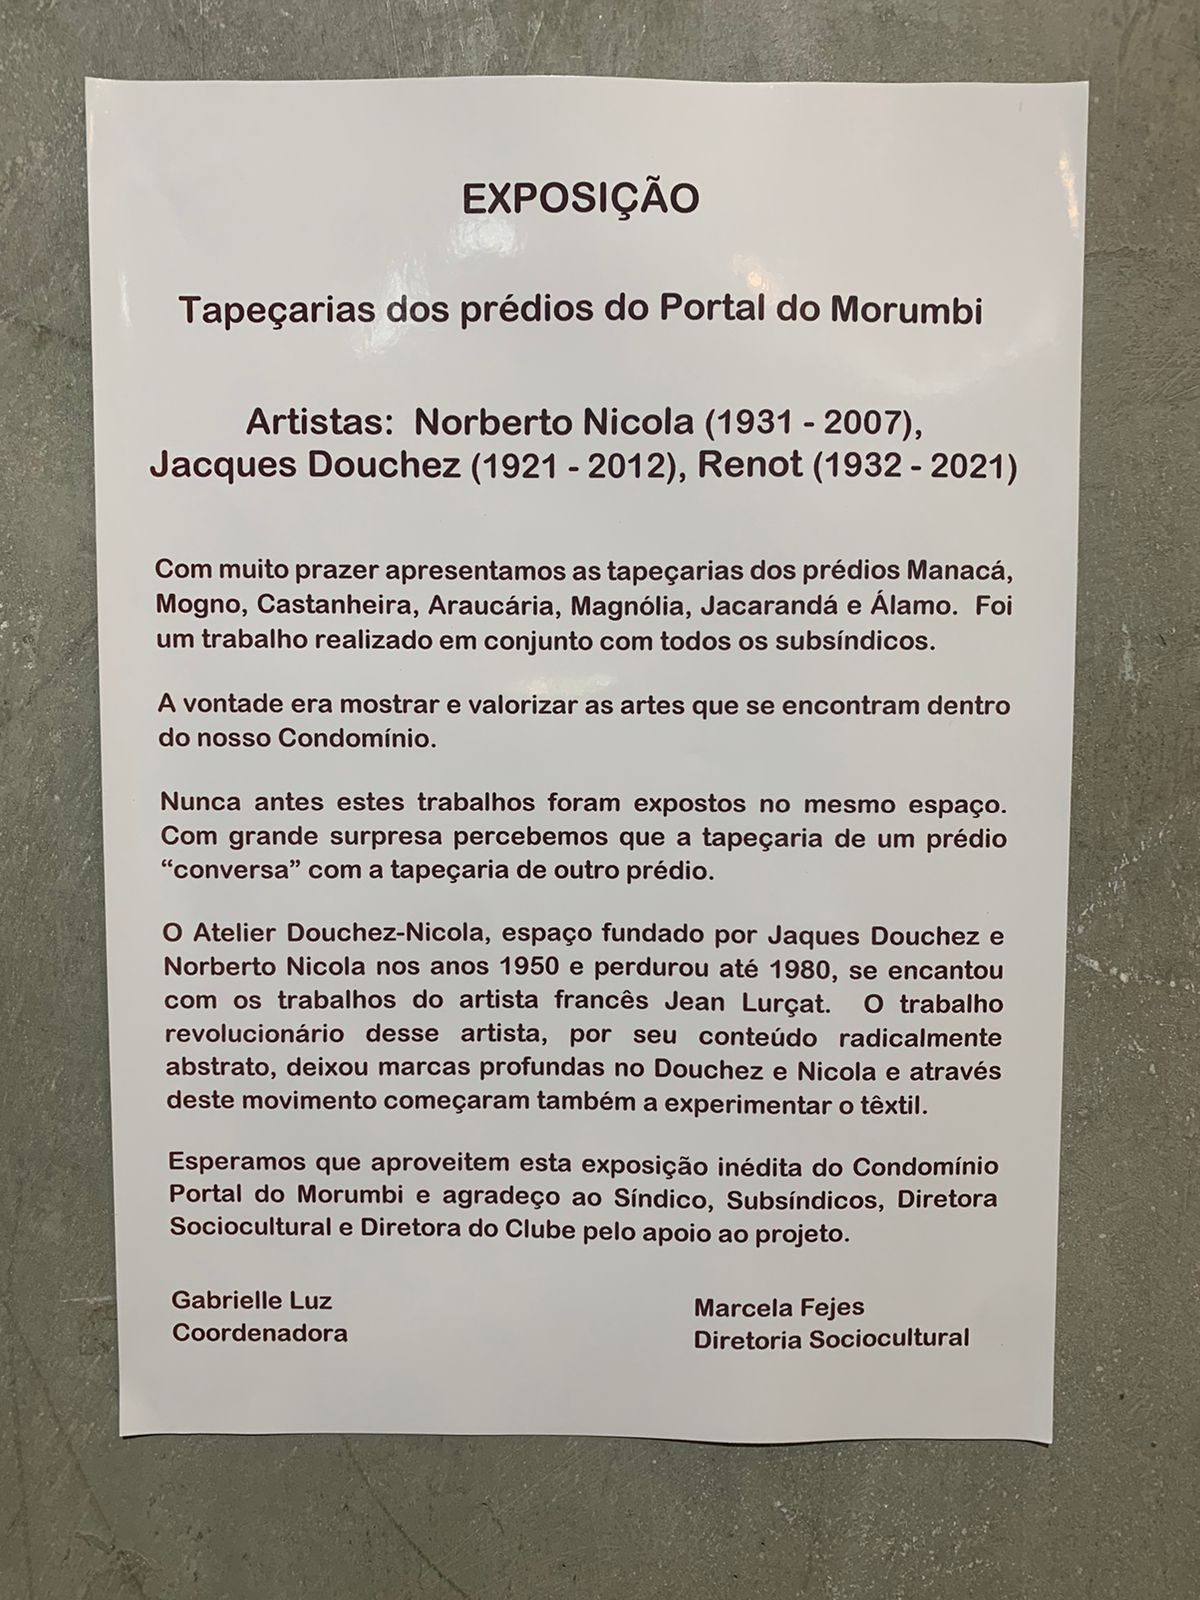 EXPOSIÇÃO
Tapeçarias dos prédios do Portal do Morumbi
Artistas: Norberto Nicola (1931 - 2007),
Jacques Douchez (1921 - 2012), Renot (1932 - 2021)
Com muito prazer apresentamos as tapeçarias dos prédios Manacá,
Mogno, Castanheira, Araucária, Magnólia, Jacarandá e Álamo. Foi
um trabalho realizado em conjunto com todos os subsíndicos.
A vontade era mostrar e valorizar as artes que se encontram dentro
do nosso Condomínio.
Nunca antes estes trabalhos foram expostos no mesmo espaço.
Com grande surpresa percebemos que a tapeçaria de um prédio
“conversa” com a tapeçaria de outro prédio.
O Atelier Douchez-Nicola, espaço fundado por Jaques Douchez e
Norberto Nicola nos anos 1950 e perdurou até 1980, se encantou
com os trabalhos do artista francês Jean Lurçat. O trabalho
revolucionário desse artista, por seu conteúdo radicalmente
abstrato, deixou marcas profundas no Douchez e Nicola e através
deste movimento começaram também a experimentar o têxtil.
Esperamos que aproveitem esta exposição inédita do Condomínio
Portal do Morumbi e agradeço ao Síndico, Subsíndicos, Diretora
Sociocultural e Diretora do Clube pelo apoio ao projeto.
Gabrielle Luz
Coordenadora
Marcela Fejes
Diretoria Sociocultural